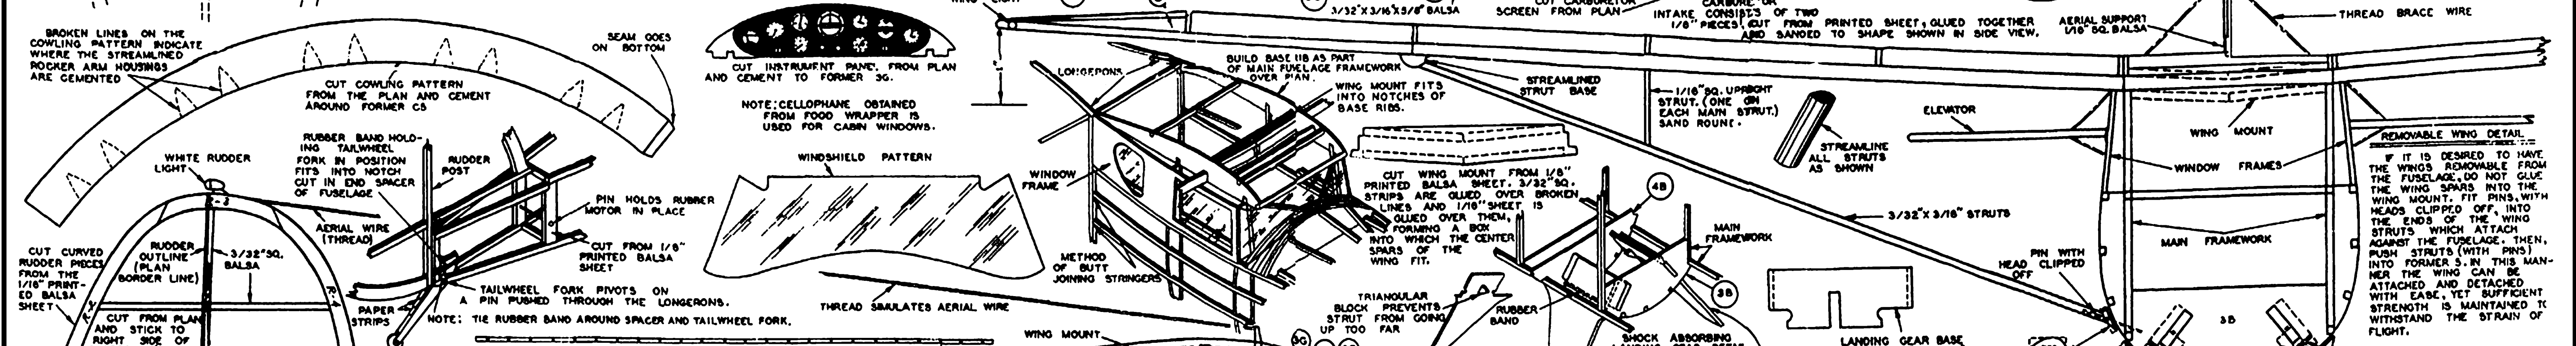 BROKEN LINES ON THE
COWLING PATTERN INDICATE
WHERE THE STREAMLINED
ROCKER ARM HOUSINGS
ARE CEMENTED
SEAM GOES
ON BOTTOM
CUT COWLING PATTERN
FROM THE PLAN AND CEMENT
AROUND FORMER C5
WHITE RUDDER
LIGHT
RUBBER BAND HOLD-
ING TAILWHEEL
FORK IN POSITION
FITS INTO NOTCH
CUT IN END SPACER
OF FUSELAGE
RUDDER
POST
PIN HOLDS RUBBER
MOTOR IN PLACE
AERIAL WIRE
(THREAD)
CUT FROM 1/8"
PRINTED BALSA
SHEET
CUT CURVED
RUDDER PIECES
FROM THE
1/16" PRINT-
ED BALSA
SHEET
RUDDER
OUTLINE
(PLAN
BORDER LINE)
3/32" SQ.
BALSA
CUT FROM PLAN
AND STICK TO
RIGHT SIDE OF
PAPER
STRIPS
TAILWHEEL FORK PIVOTS ON
A PIN PUSHED THROUGH THE LONGERONS.
NOTE: TIE RUBBER BAND AROUND SPACER AND TAILWHEEL FORK.
CUT INSTRUMENT PANEL FROM PLAN
AND CEMENT TO FORMER 3G.
NOTE: CELLOPHANE OBTAINED
FROM FOOD WRAPPER IS
USED FOR CABIN WINDOWS.
WINDSHIELD PATTERN
THREAD SIMULATES AERIAL WIRE
WING LIGHT
3/32" X 3/16" X 5/8" BALSA
CUT CARBURETOR
SCREEN FROM PLAN
INTAKE CONSISTS OF TWO
1/8" PIECES, CUT FROM PRINTED SHEET, GLUED TOGETHER
AND SANDED TO SHAPE SHOWN IN SIDE VIEW.
AERIAL SUPPORT
1/16" SQ. BALSA
THREAD BRACE WIRE
LONGERONS
BUILD BASE 11B AS PART
OF MAIN FUSELAGE FRAMEWORK
OVER PLAN.
WING MOUNT FITS
INTO NOTCHES OF
BASE RIBS.
WINDOW
FRAME
METHOD
OF BUTT
JOINING STRINGERS
WING MOUNT
CUT WING MOUNT FROM 1/8"
PRINTED BALSA SHEET. 3/32" SQ.
STRIPS ARE GLUED OVER BROKEN
LINES AND 1/16" SHEET IS
GLUED OVER THEM,
FORMING A BOX
INTO WHICH THE CENTER
SPARS OF THE
WING FIT.
STREAMLINED
STRUT BASE
1/16" SQ. UPRIGHT
STRUT. (ONE ON
EACH MAIN STRUT.)
SAND ROUND.
STREAMLINE
ALL STRUTS
AS SHOWN
4B
MAIN
FRAMEWORK
3B
RUBBER
BAND
TRIANGULAR
BLOCK PREVENTS
STRUT FROM GOING
UP TOO FAR
3G
SHOCK ABSORBING
LANDING GEAR BASE
3/32" X 3/16" STRUTS
ELEVATOR
WING MOUNT
WINDOW FRAMES
MAIN FRAMEWORK
PIN WITH
HEAD CLIPPED
OFF
3B
REMOVABLE WING DETAIL
IF IT IS DESIRED TO HAVE
THE WINGS REMOVABLE FROM
THE FUSELAGE, DO NOT GLUE
THE WING SPARS INTO THE
WING MOUNT. FIT PINS, WITH
HEADS CLIPPED OFF, INTO
THE ENDS OF THE WING
STRUTS WHICH ATTACH
AGAINST THE FUSELAGE. THEN,
PUSH STRUTS (WITH PINS)
INTO FORMER 5. IN THIS MAN-
NER THE WING CAN BE
ATTACHED AND DETACHED
WITH EASE, YET SUFFICIENT
STRENGTH IS MAINTAINED TO
WITHSTAND THE STRAIN OF
FLIGHT.